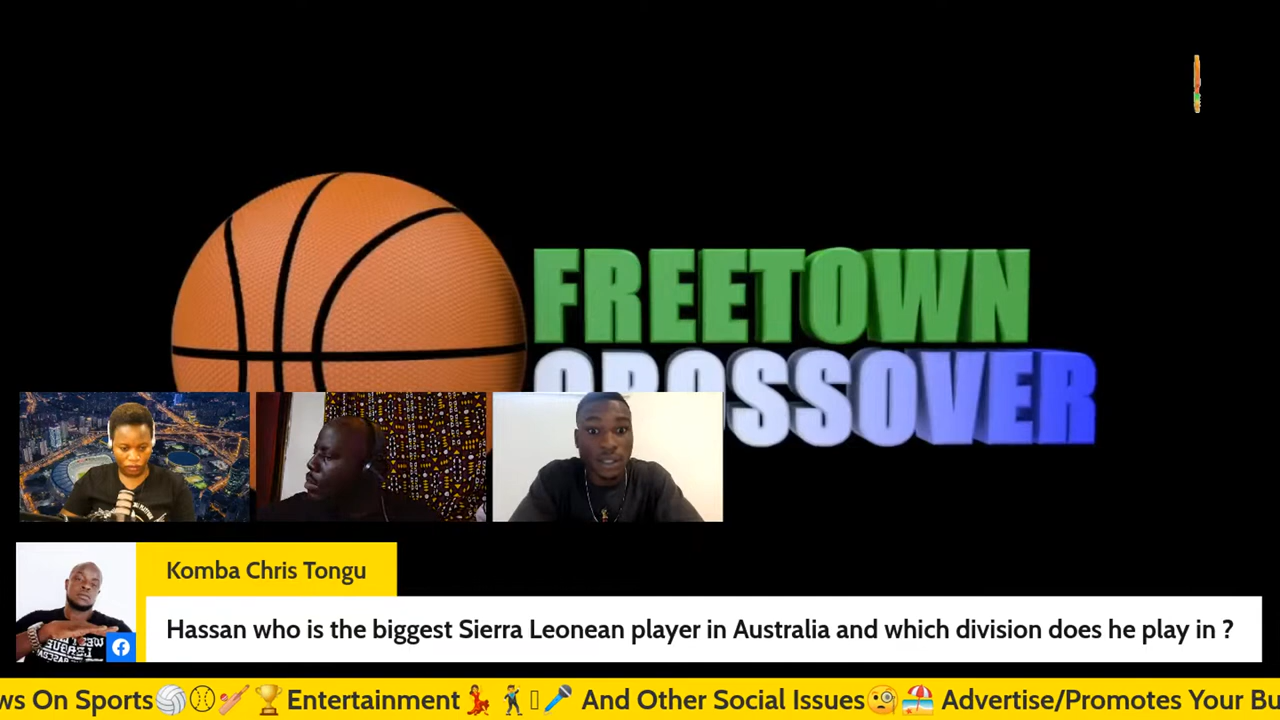 FREETOWN
CROSSOVER
Komba Chris Tongu
Hassan who is the biggest Sierra Leonean player in Australia and which division does he play in ?
ws On Sports🏐⚾🏏🏆Entertainment💃🕺🎤 And Other Social Issues🧐⛱️ Advertise/Promotes Your Bu